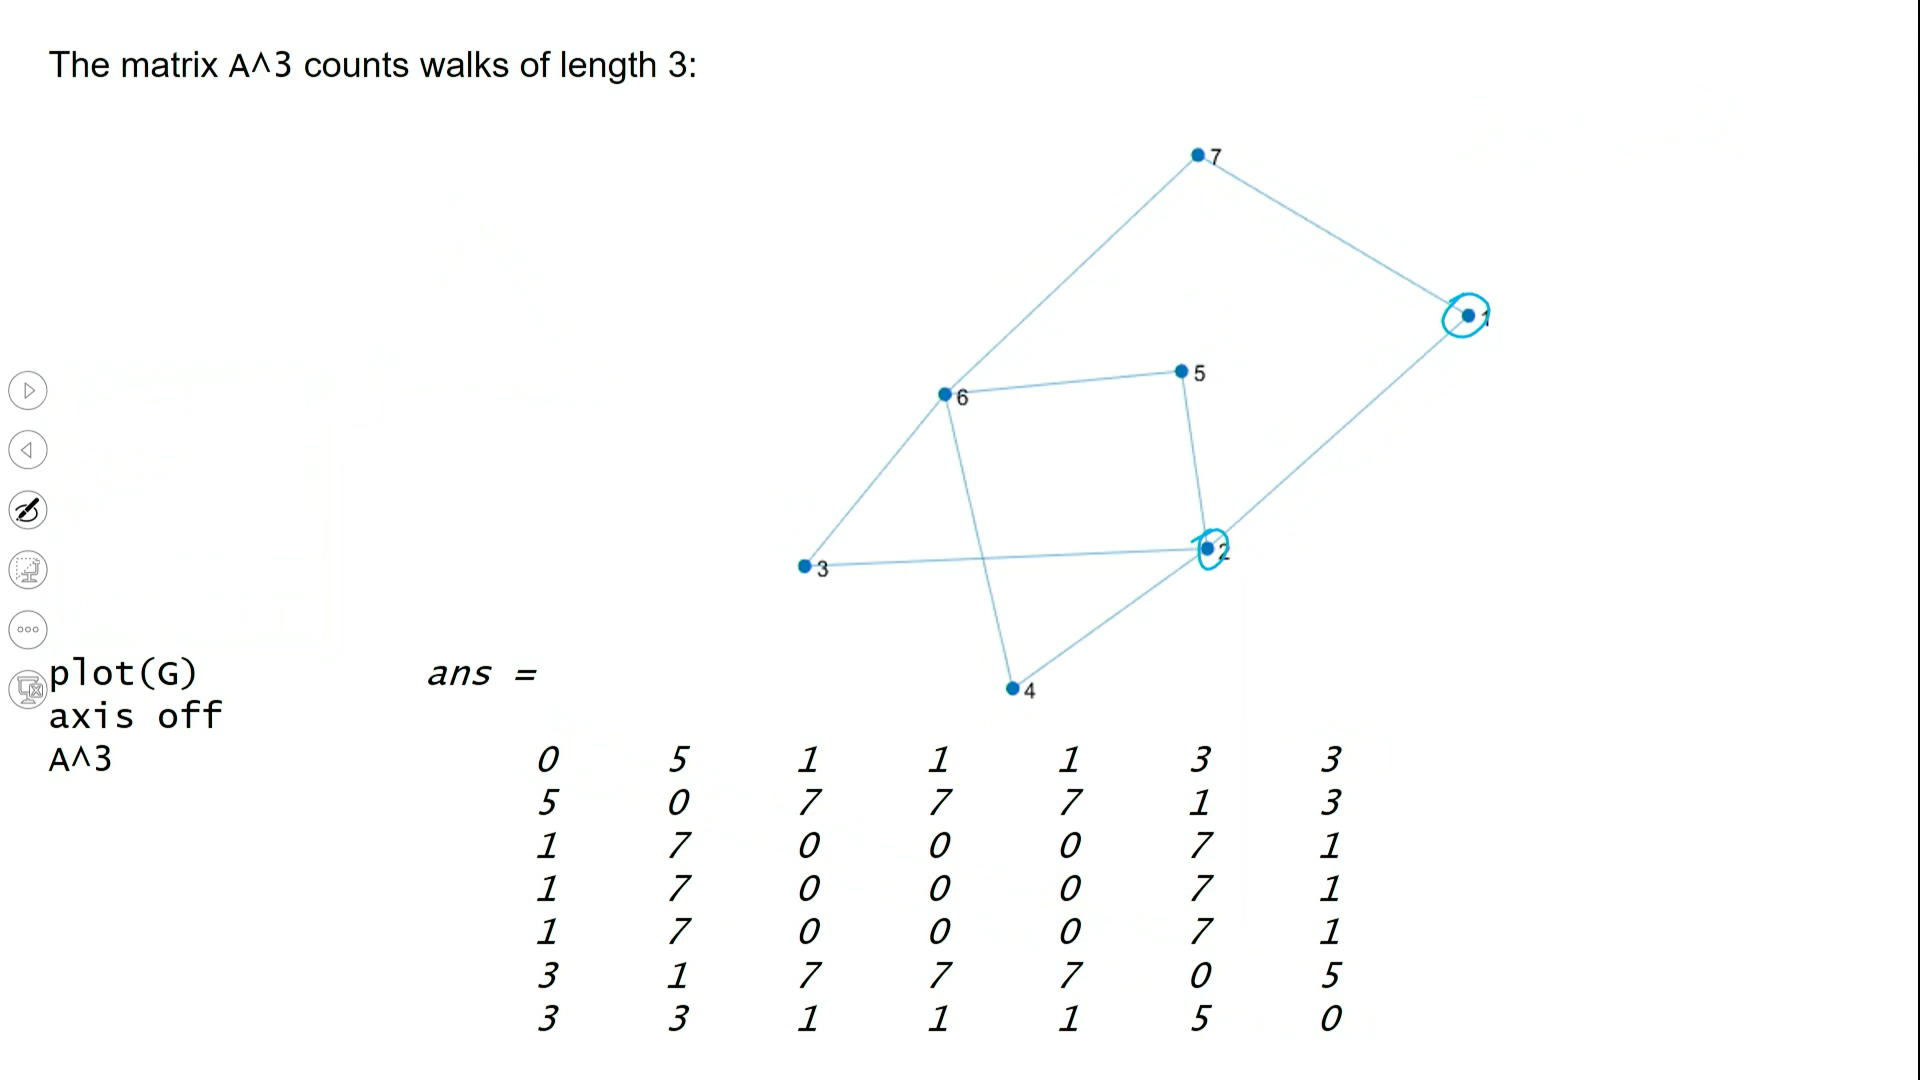 The matrix A^3 counts walks of length 3:
7
1
5
6
2
3
4
plot(G)
axis off
A^3
ans =
0 5 1 1 1 3 3
5 0 7 7 7 1 3
1 7 0 0 0 7 1
1 7 0 0 0 7 1
1 7 0 0 0 7 1
3 1 7 7 7 0 5
3 3 1 1 1 5 0